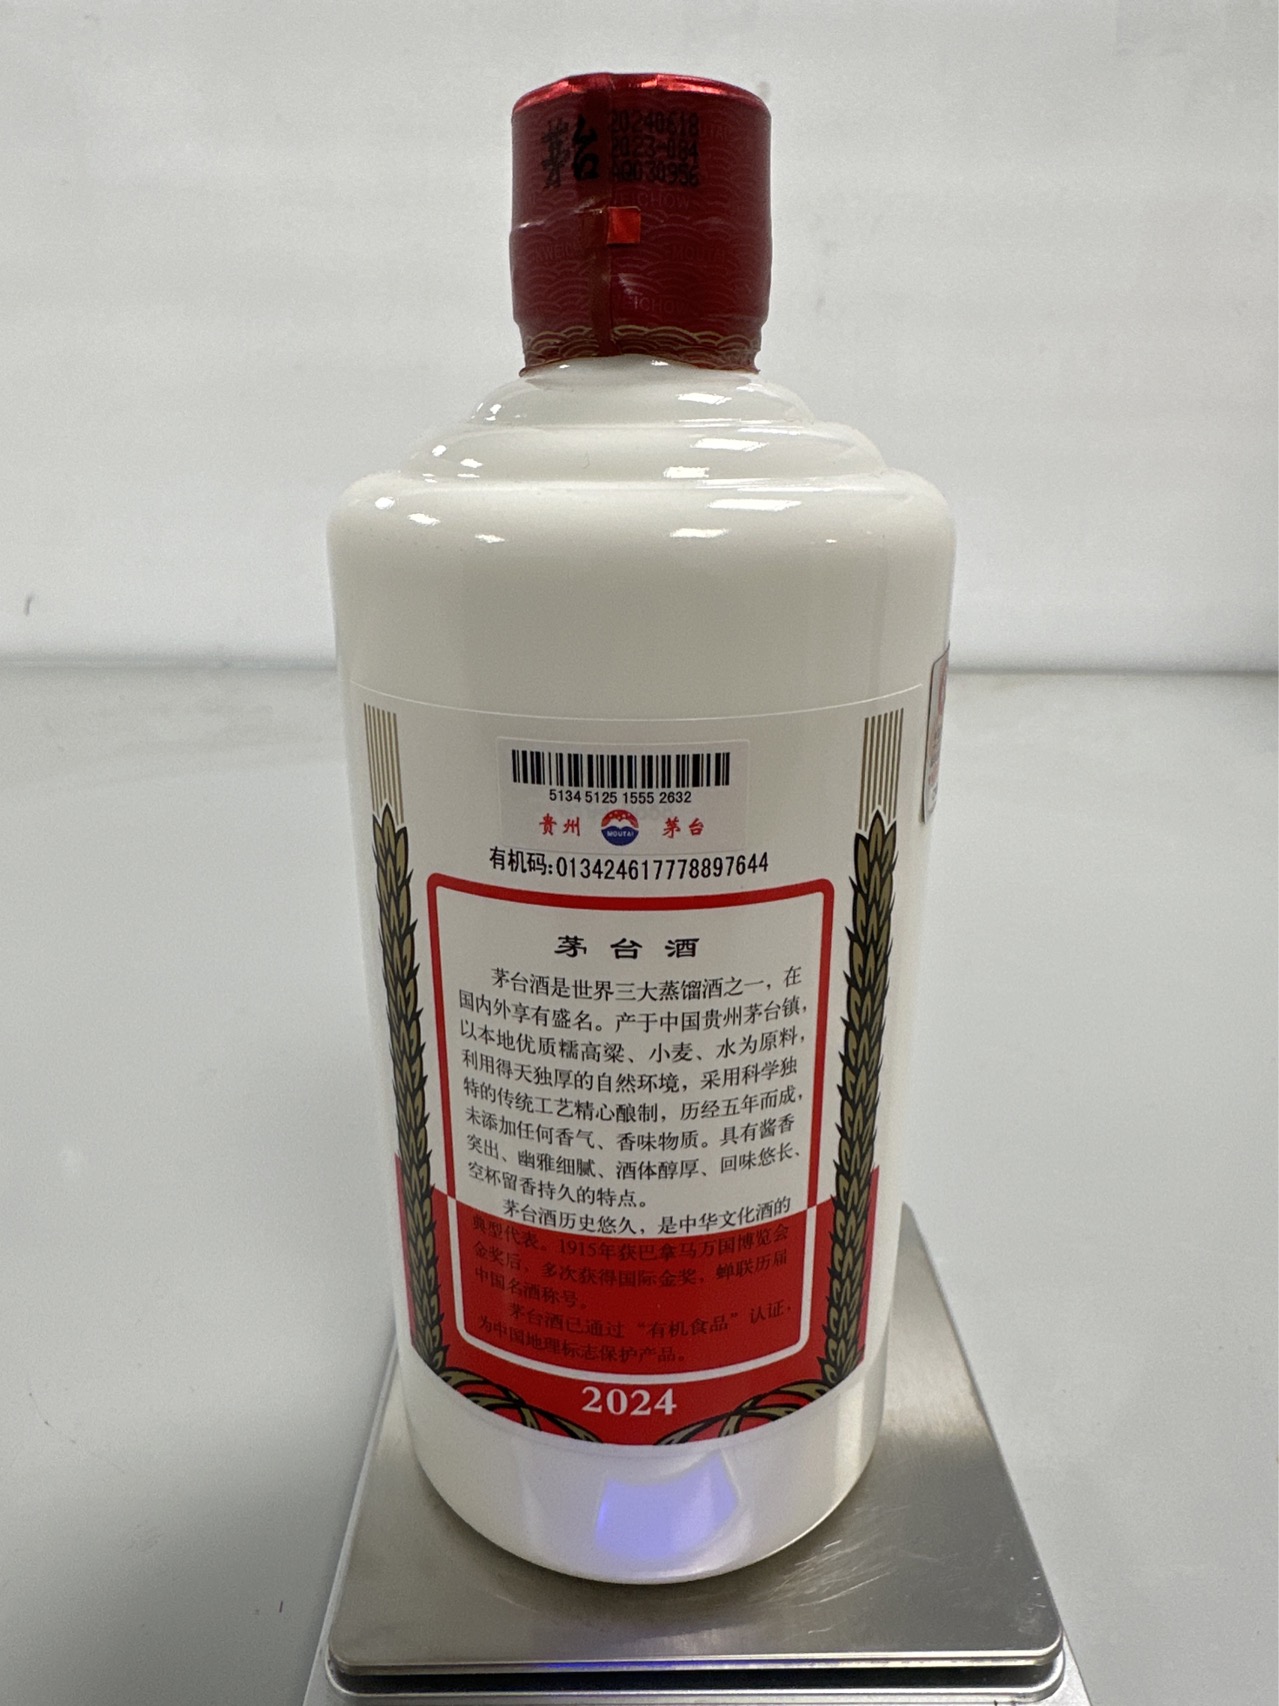 茅台
20240618
2023-084
AQ030956
5134 5125 1555 2632
贵州 MOUTAI 茅台
有机码:013424617778897644
茅台酒
茅台酒是世界三大蒸馏酒之一，在
国内外享有盛名。产于中国贵州茅台镇，
以本地优质糯高粱、小麦、水为原料，
利用得天独厚的自然环境，采用科学独
特的传统工艺精心酿制，历经五年而成，
未添加任何香气、香味物质。具有酱香
突出、幽雅细腻、酒体醇厚、回味悠长、
空杯留香持久的特点。
茅台酒历史悠久，是中华文化酒的
典型代表。1915年获巴拿马万国博览会
金奖后，多次获得国际金奖，蝉联历届
中国名酒称号。
茅台酒已通过“有机食品”认证，
为中国地理标志保护产品。
2024